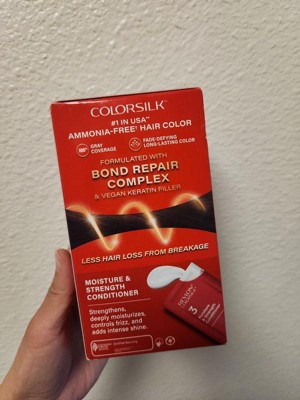 COLORSILK™
#1 IN USA**
AMMONIA-FREE† HAIR COLOR
100% GRAY COVERAGE
FADE-DEFYING LONG-LASTING COLOR
FORMULATED WITH
BOND REPAIR
COMPLEX
& VEGAN KERATIN FILLER
LESS HAIR LOSS FROM BREAKAGE
MOISTURE &
STRENGTH
CONDITIONER
Strengthens,
deeply moisturizes,
controls frizz, and
adds intense shine.
REVLON
3